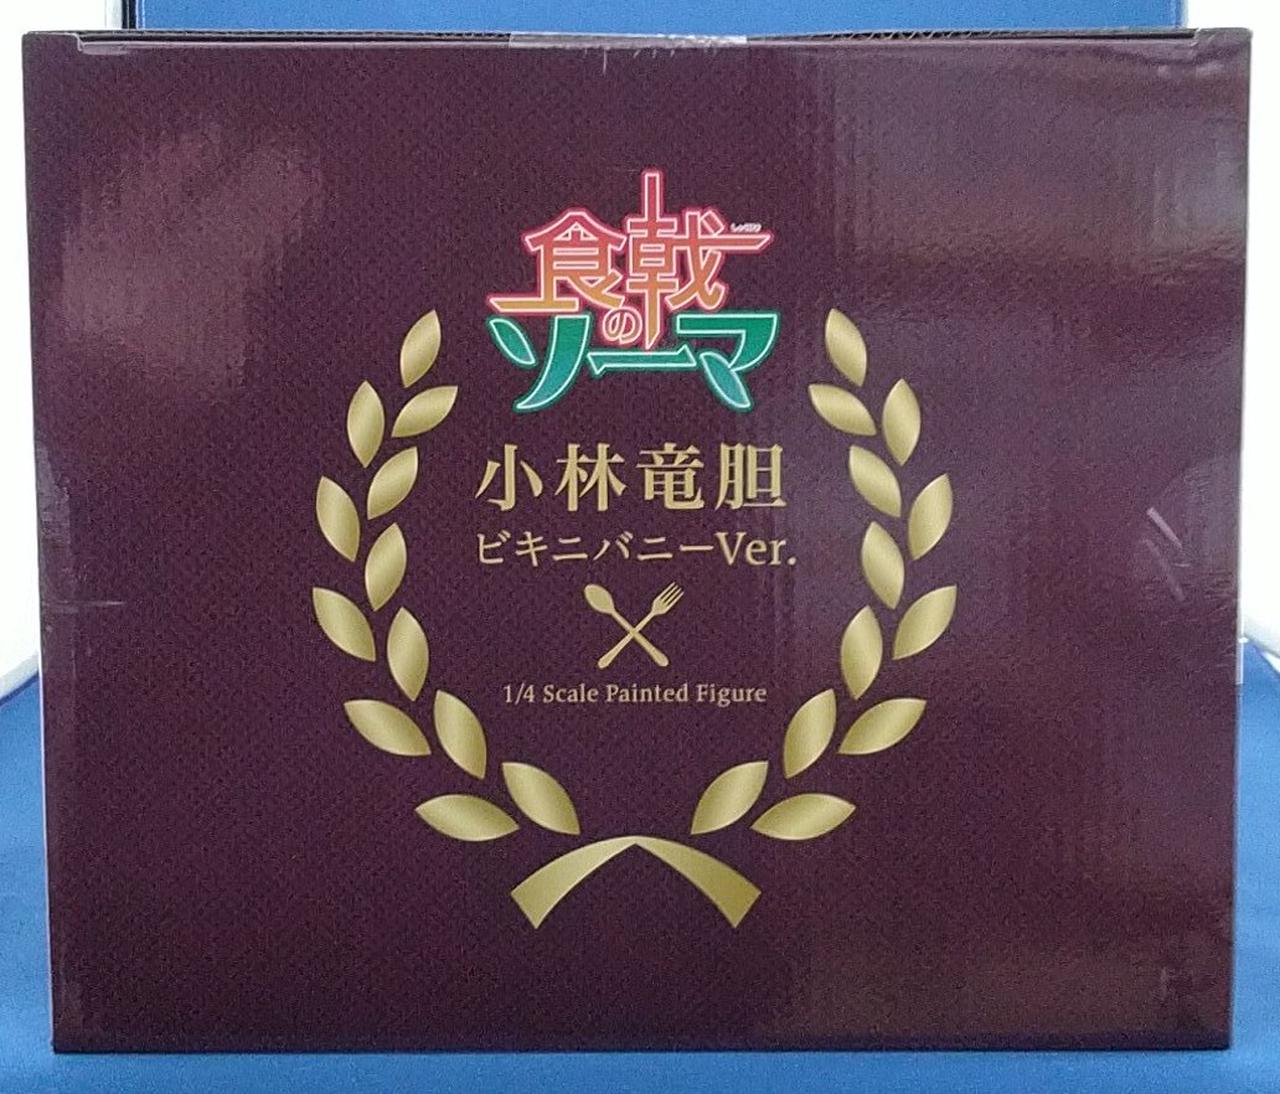 食戟の
ソーマ
小林竜胆
ビキニバニーVer.
1/4 Scale Painted Figure